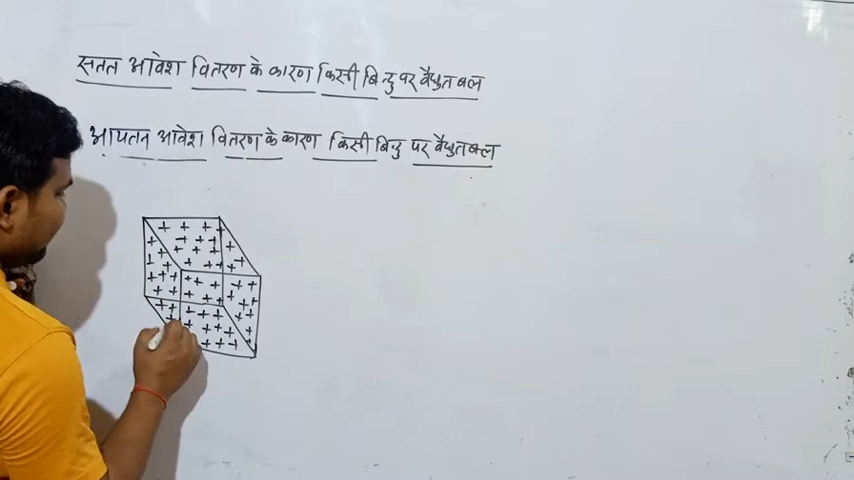 सतत आवेश वितरण के कारण किसी बिन्दु पर वैधुत बल
आयतन आवेश वितरण के कारण किसी बिन्दु पर वैधुत बल